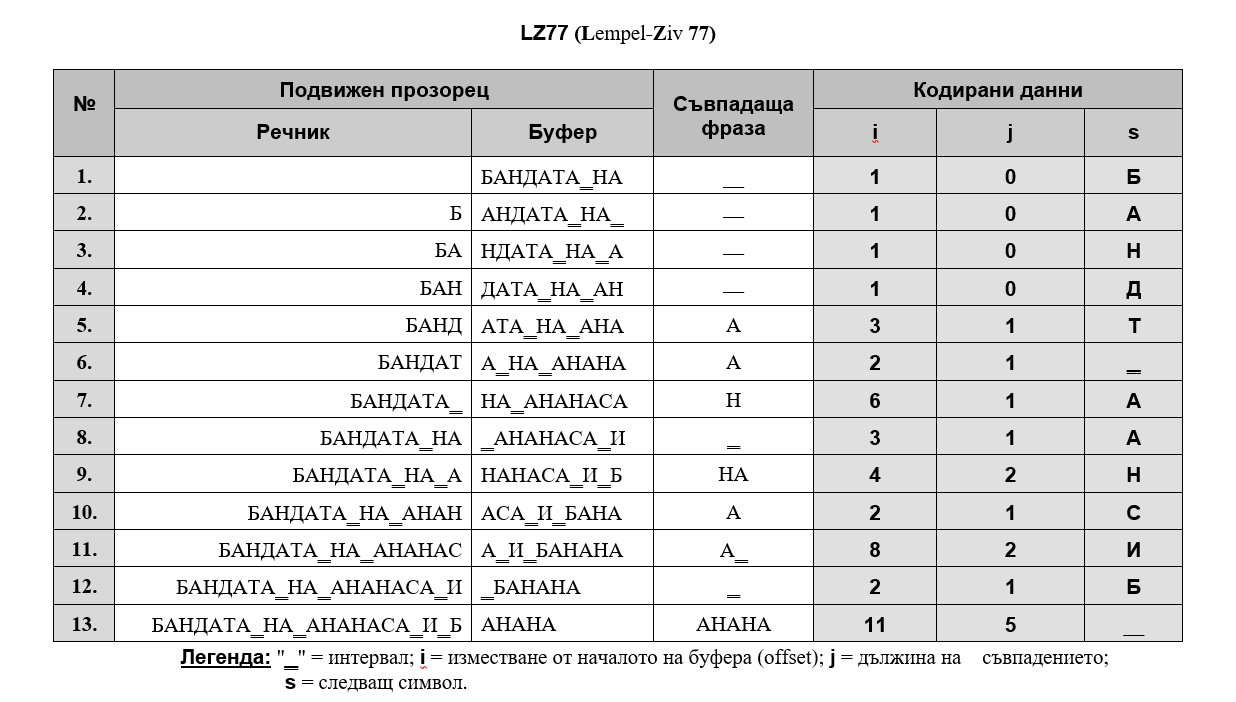 LZ77 (Lempel-Ziv 77)
№ Подвижен прозорец Съвпадаща фраза Кодирани данни
Речник Буфер i j s
1. БАНДАТА_НА __ 1 0 Б
2. Б АНДАТА_НА_ — 1 0 А
3. БА НДАТА_НА_А — 1 0 Н
4. БАН ДАТА_НА_АН — 1 0 Д
5. БАНД АТА_НА_АНА А 3 1 Т
6. БАНДАТ А_НА_АНАНА А 2 1 _
7. БАНДАТА_ НА_АНАНАСА Н 6 1 А
8. БАНДАТА_НА _АНАНАСА_И _ 3 1 А
9. БАНДАТА_НА_А НАНАСА_И_Б НА 4 2 Н
10. БАНДАТА_НА_АНАН АСА_И_БАНА А 2 1 С
11. БАНДАТА_НА_АНАНАС А_И_БАНАНА А_ 8 2 И
12. БАНДАТА_НА_АНАНАСА_И _БАНАНА _ 2 1 Б
13. БАНДАТА_НА_АНАНАСА_И_Б АНАНА АНАНА 11 5 __
Легенда: "_" = интервал; i = изместване от началото на буфера (offset); j = дължина на съвпадението;
s = следващ символ.